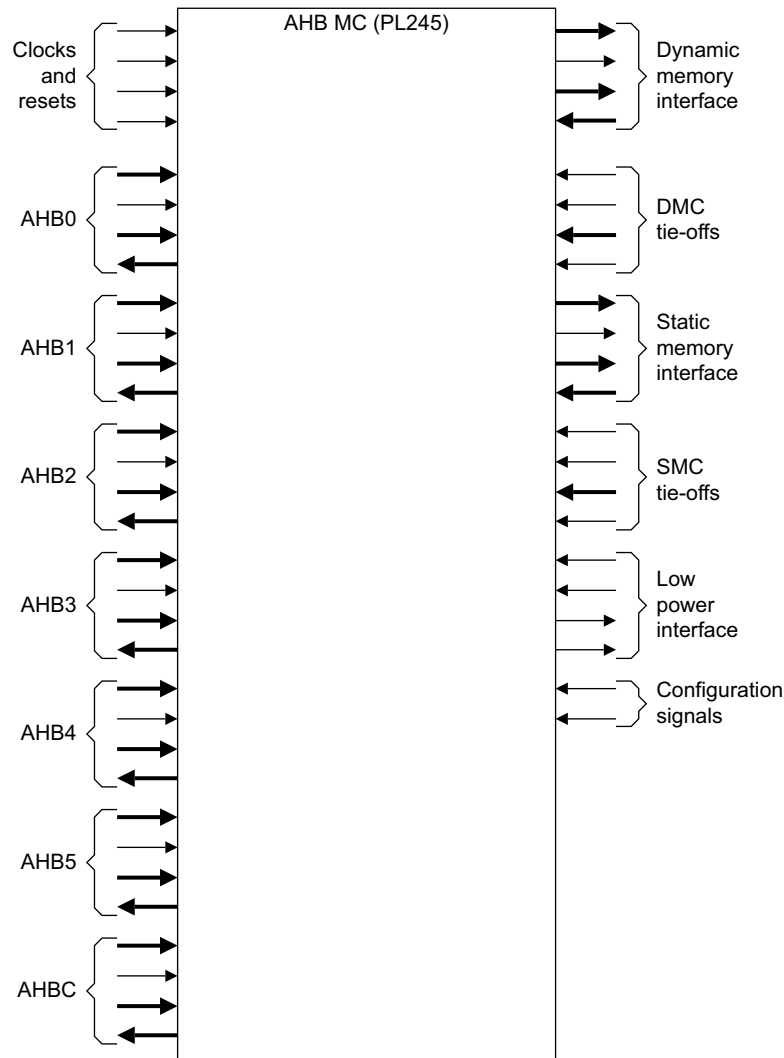 AHB MC (PL245)
Clocks
and
resets
AHB0
AHB1
AHB2
AHB3
AHB4
AHB5
AHBC
Dynamic
memory
interface
DMC
tie-offs
Static
memory
interface
SMC
tie-offs
Low
power
interface
Configuration
signals